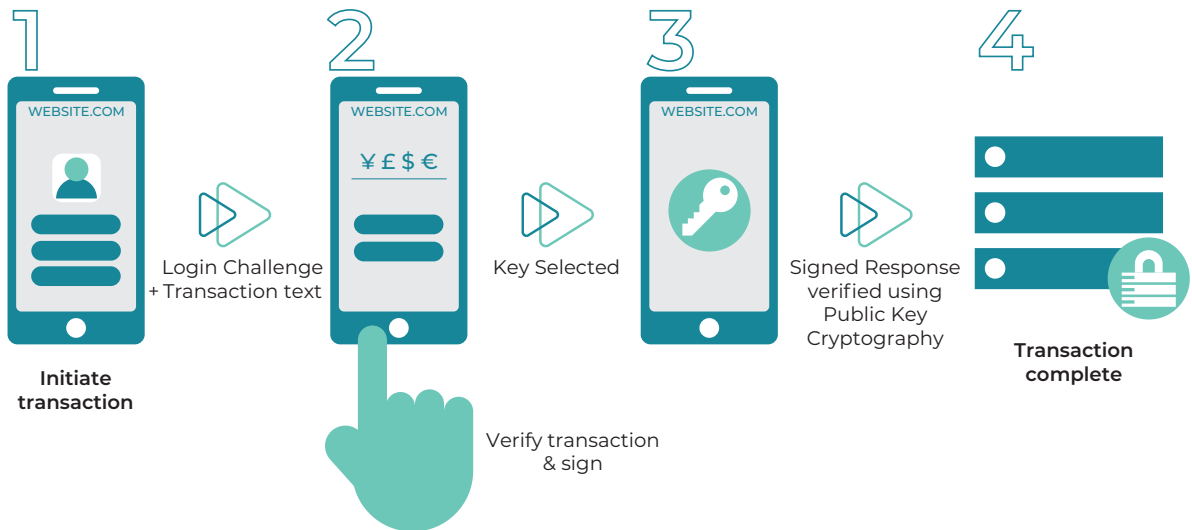 1
2
3
4
WEBSITE.COM
WEBSITE.COM
¥ £ $ €
WEBSITE.COM
Login Challenge
+ Transaction text
Key Selected
Signed Response
verified using
Public Key
Cryptography
Initiate
transaction
Verify transaction
& sign
Transaction
complete